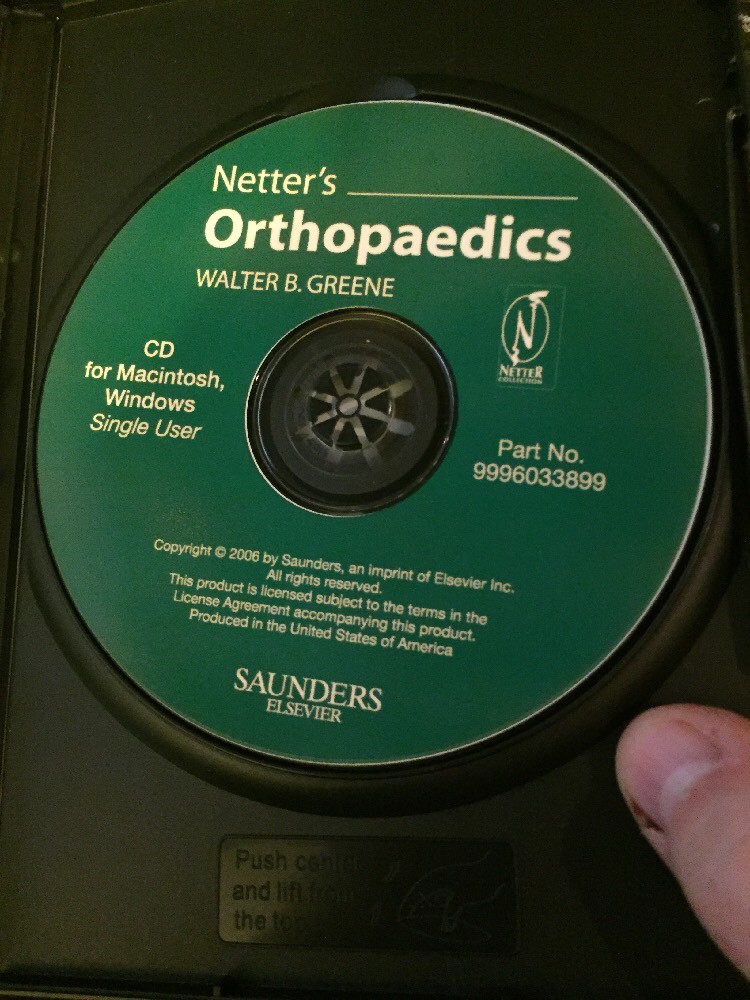 Netter's
Orthopaedics
WALTER B. GREENE
N
NETTER
COLLECTION
CD
for Macintosh,
Windows
Single User
Part No.
9996033899
Copyright © 2006 by Saunders, an imprint of Elsevier Inc.
All rights reserved.
This product is licensed subject to the terms in the
License Agreement accompanying this product.
Produced in the United States of America
SAUNDERS
ELSEVIER
Push
and lift
the